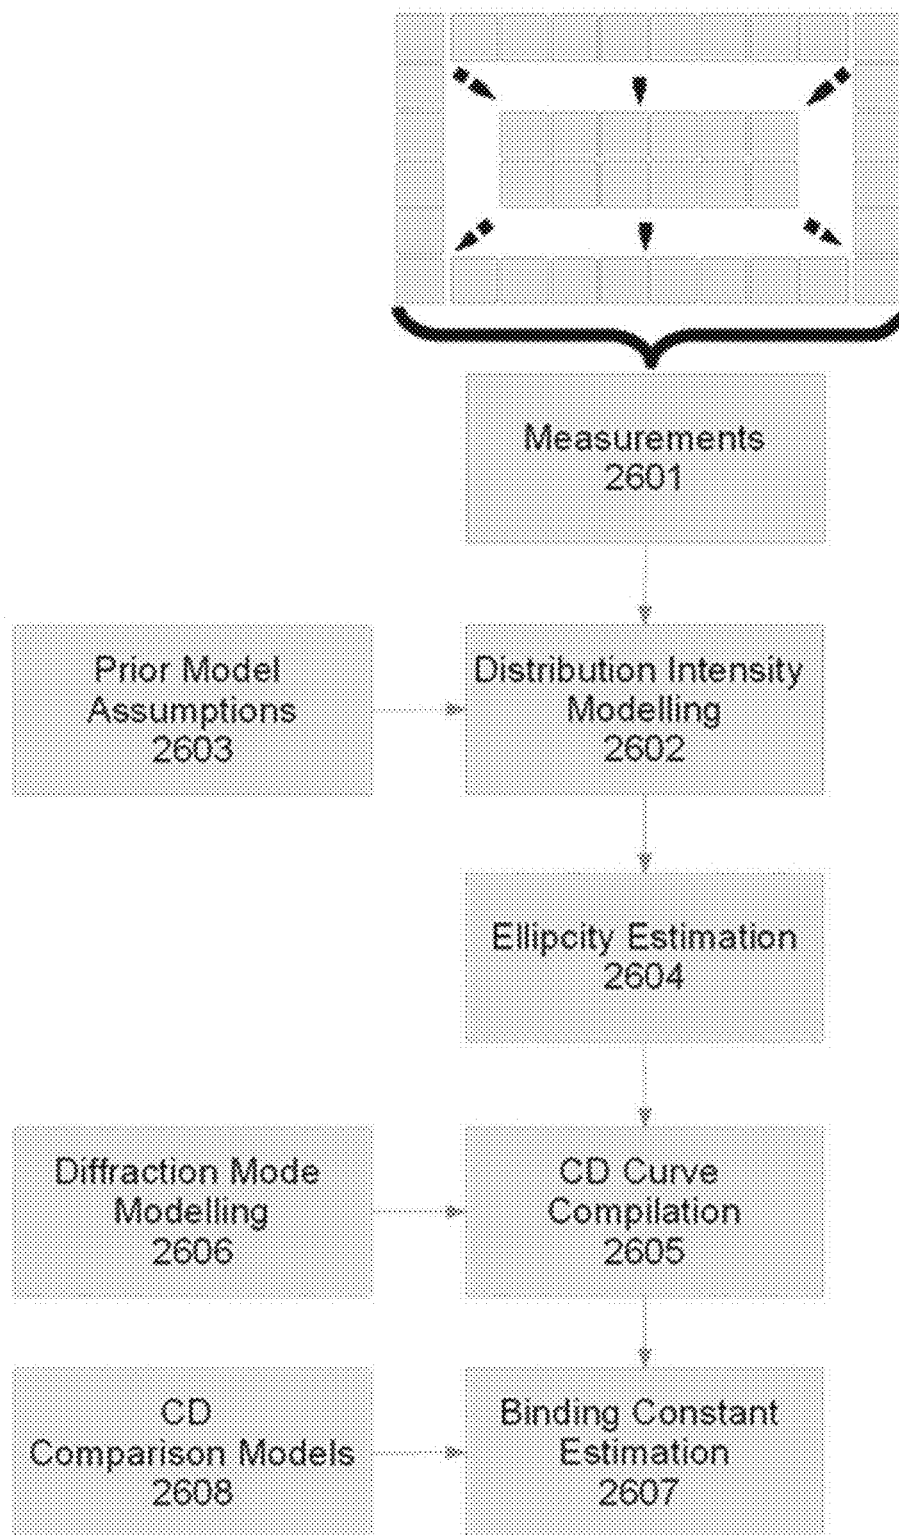 Measurements
2601
Prior Model
Assumptions
2603
Distribution Intensity
Modelling
2602
Ellipcity Estimation
2604
Diffraction Mode
Modelling
2606
CD Curve
Compilation
2605
CD
Comparison Models
2608
Binding Constant
Estimation
2607